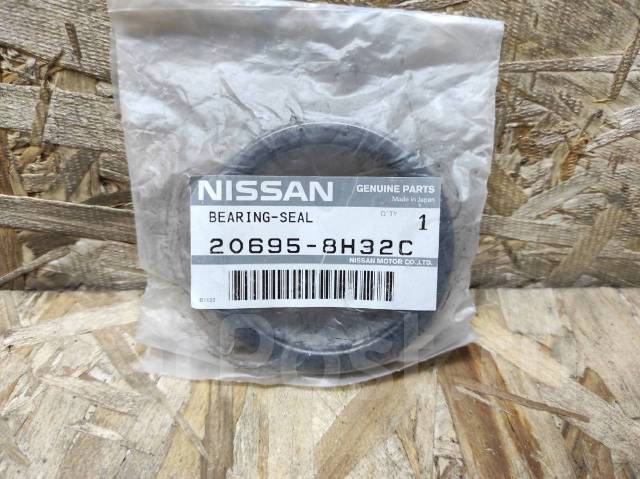 NISSAN GENUINE PARTS
Made in Japan
BEARING-SEAL Q'TY 1
20695-8H32C
NISSAN MOTOR CO.,LTD.